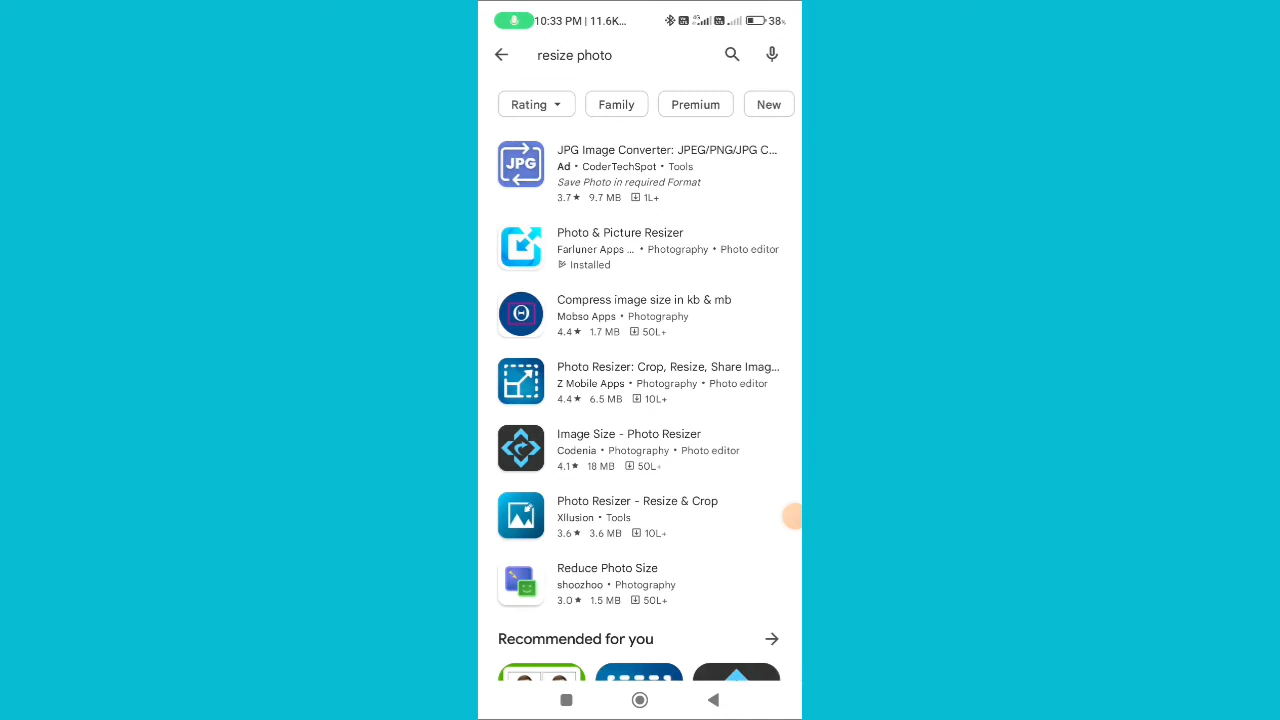 10:33 PM | 11.6K... 38%
resize photo
Rating Family Premium New
JPG Image Converter: JPEG/PNG/JPG C...
JPG
Ad • CoderTechSpot • Tools
Save Photo in required Format
3.7★ 9.7 MB 1L+
Photo & Picture Resizer
Farluner Apps ... • Photography • Photo editor
Installed
Compress image size in kb & mb
Mobso Apps • Photography
4.4★ 1.7 MB 50L+
Photo Resizer: Crop, Resize, Share Imag...
Z Mobile Apps • Photography • Photo editor
4.4★ 6.5 MB 10L+
Image Size - Photo Resizer
Codenia • Photography • Photo editor
4.1★ 18 MB 50L+
Photo Resizer - Resize & Crop
Xllusion • Tools
3.6★ 3.6 MB 10L+
Reduce Photo Size
shoozhoo • Photography
3.0★ 1.5 MB 50L+
Recommended for you